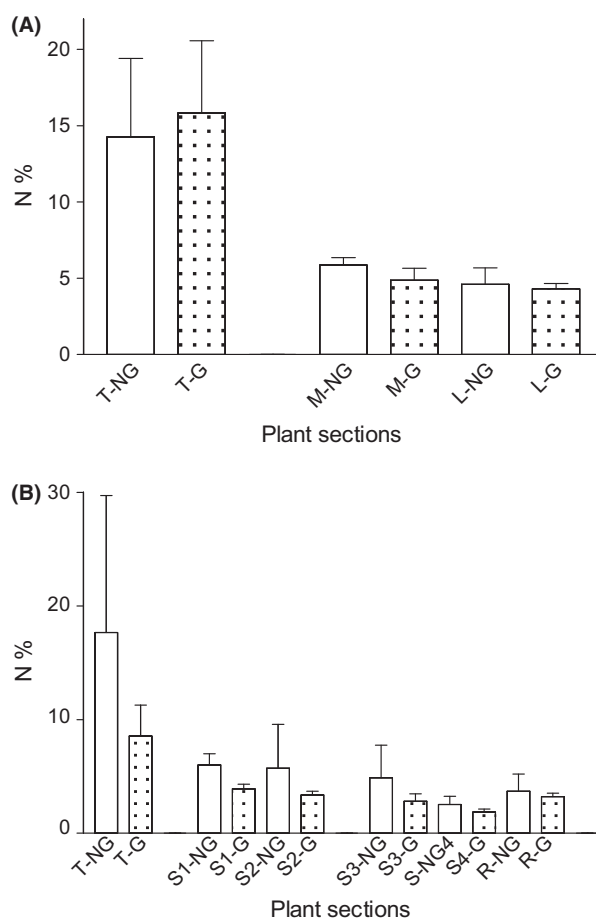 (A)
20
15
10
5
0
N %
T-NG T-G M-NG M-G L-NG L-G
Plant sections
(B)
30
20
10
0
N %
T-NG T-G S1-NG S1-G S2-NG S2-G S3-NG S3-G S-NG4 S4-G R-NG R-G
Plant sections